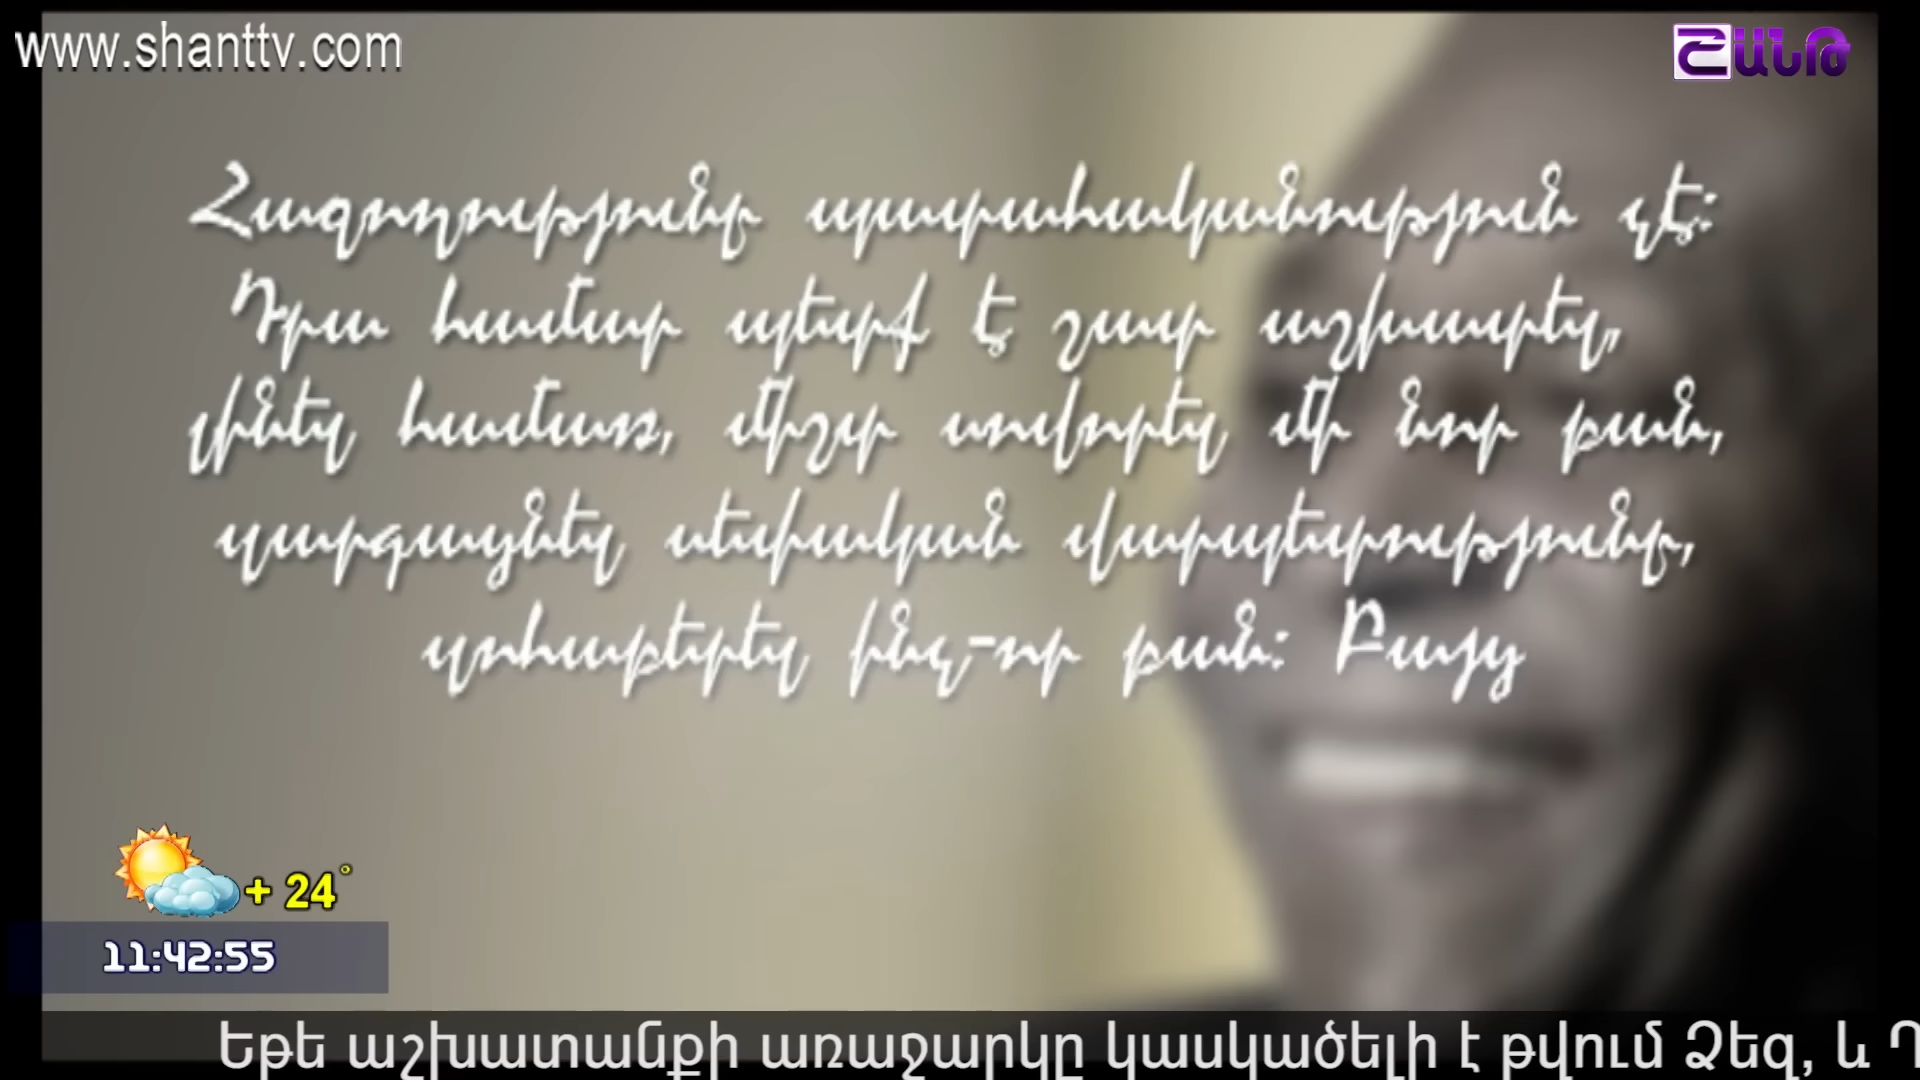 www.shanttv.com
ՇԱՆԹ
Հաջողությունը պատահականություն չէ:
Դրա համար պետք է շատ աշխատել,
լինել համառ, միշտ սովորել մի նոր բան,
զարգացնել սեփական վարպետությունը,
զոհաբերել ինչ-որ բան: Բայց
+ 24°
11:42:55
Եթե աշխատանքի առաջարկը կասկածելի է թվում Ձեզ, և Դ